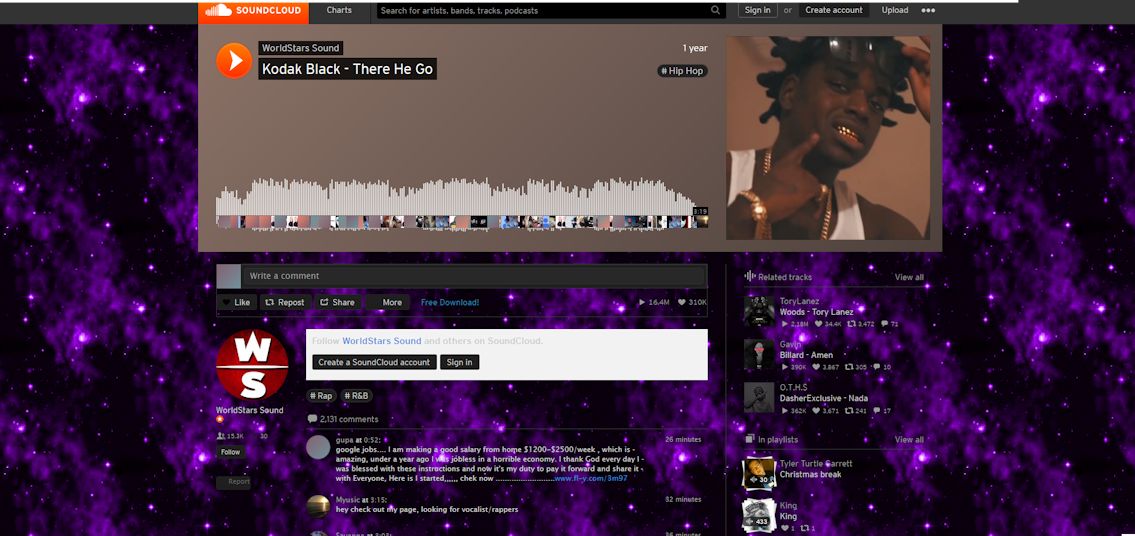 SOUNDCLOUD
Charts
Search for artists, bands, tracks, podcasts
Sign in or Create account
Upload
WorldStars Sound
1 year
Kodak Black - There He Go
# Hip Hop
3:19
Write a comment
Like
Repost
Share
More
Free Download!
16.4M
310K
WS
WorldStars Sound
15.3K
30
Follow
Report
Follow WorldStars Sound and others on SoundCloud.
Create a SoundCloud account
Sign in
# Rap
# R&B
2,131 comments
gupa at 0:52:
26 minutes
google jobs.... I am making a good salary from home $1200-$2500/week , which is -
amazing, under a year ago I was jobless in a horrible economy. I thank God every day I -
was blessed with these instructions and now it's my duty to pay it forward and share it -
with Everyone, Here is I started,,,,,, chek now ..........................www.fl-y.com/3m97
Myusic at 3:15:
32 minutes
hey check out my page, looking for vocalist/rappers
Related tracks
View all
ToryLanez
Woods - Tory Lanez
2,18M 34.4K 3,472 71
Gavin
Billard - Amen
390K 3,867 305 10
O.T.H.S
DasherExclusive - Nada
362K 3,671 241 17
In playlists
View all
Tyler Turtle Garrett
Christmas break
30
King
King
433
1 1